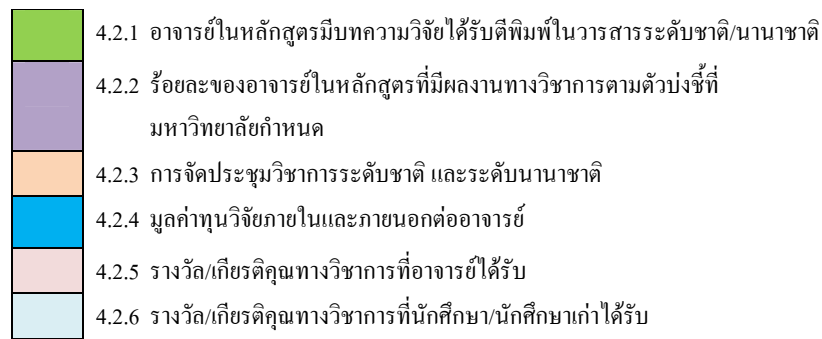 4.2.1 อาจารย์ในหลักสูตรมีบทความวิจัยได้รับตีพิมพ์ในวารสารระดับชาติ/นานาชาติ
4.2.2 ร้อยละของอาจารย์ในหลักสูตรที่มีผลงานทางวิชาการตามตัวบ่งชี้ที่
มหาวิทยาลัยกำหนด
4.2.3 การจัดประชุมวิชาการระดับชาติ และระดับนานาชาติ
4.2.4 มูลค่าทุนวิจัยภายในและภายนอกต่ออาจารย์
4.2.5 รางวัล/เกียรติคุณทางวิชาการที่อาจารย์ได้รับ
4.2.6 รางวัล/เกียรติคุณทางวิชาการที่นักศึกษา/นักศึกษาเก่าได้รับ